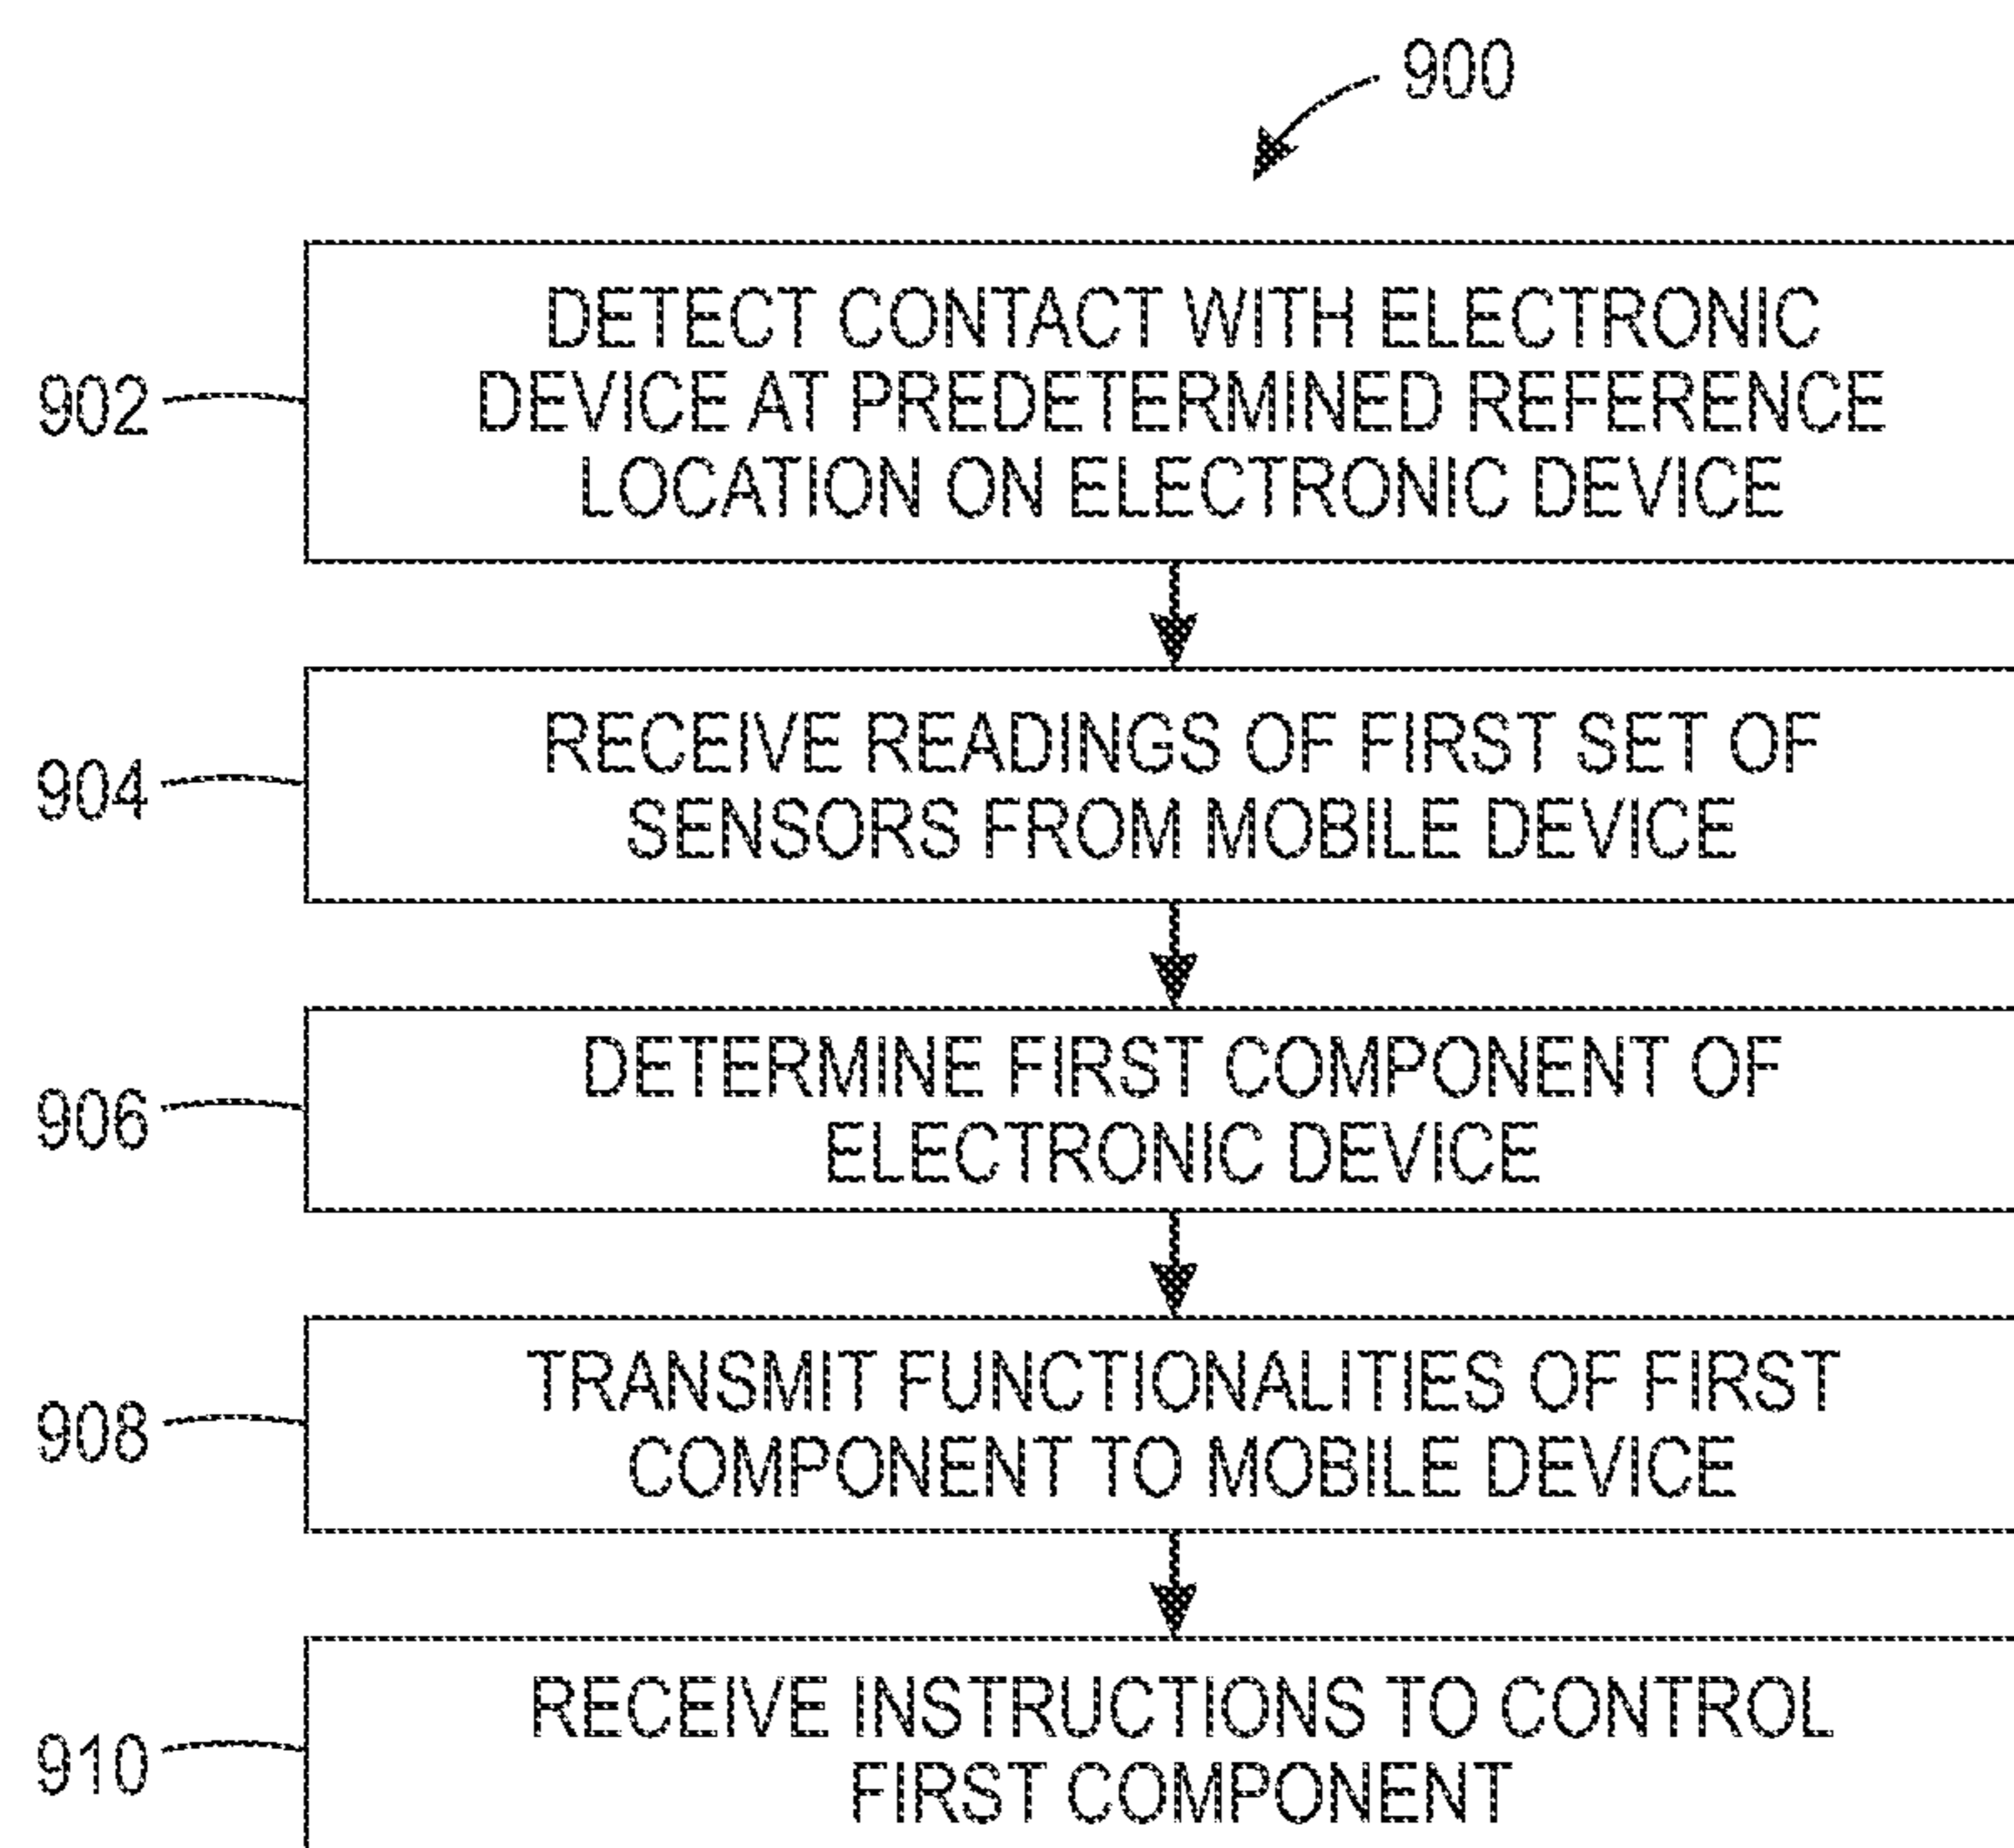 900
902
DETECT CONTACT WITH ELECTRONIC
DEVICE AT PREDETERMINED REFERENCE
LOCATION ON ELECTRONIC DEVICE
904
RECEIVE READINGS OF FIRST SET OF
SENSORS FROM MOBILE DEVICE
906
DETERMINE FIRST COMPONENT OF
ELECTRONIC DEVICE
908
TRANSMIT FUNCTIONALITIES OF FIRST
COMPONENT TO MOBILE DEVICE
910
RECEIVE INSTRUCTIONS TO CONTROL
FIRST COMPONENT